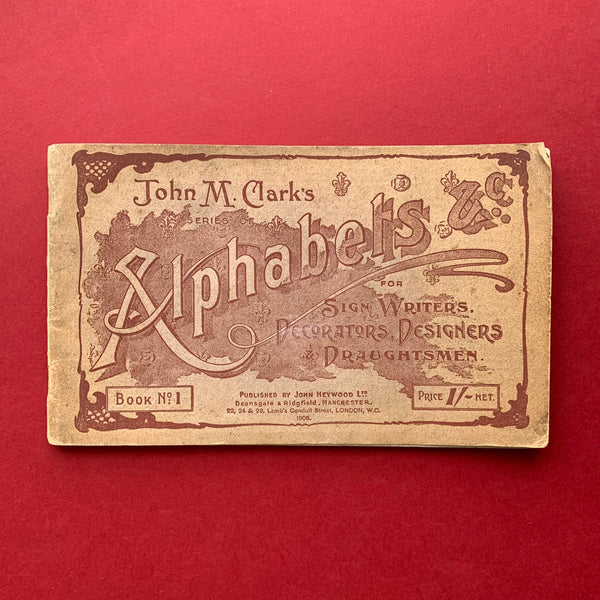 John M. Clark's
SERIES OF
Alphabets, &c.
FOR
SIGN WRITERS,
DECORATORS, DESIGNERS
& DRAUGHTSMEN.
BOOK No. 1
PUBLISHED BY JOHN HEYWOOD LTD.
Deansgate & Ridgfield, MANCHESTER.
22, 24 & 26, Lamb's Conduit Street, LONDON, W.C.
1906.
PRICE 1/- NET.